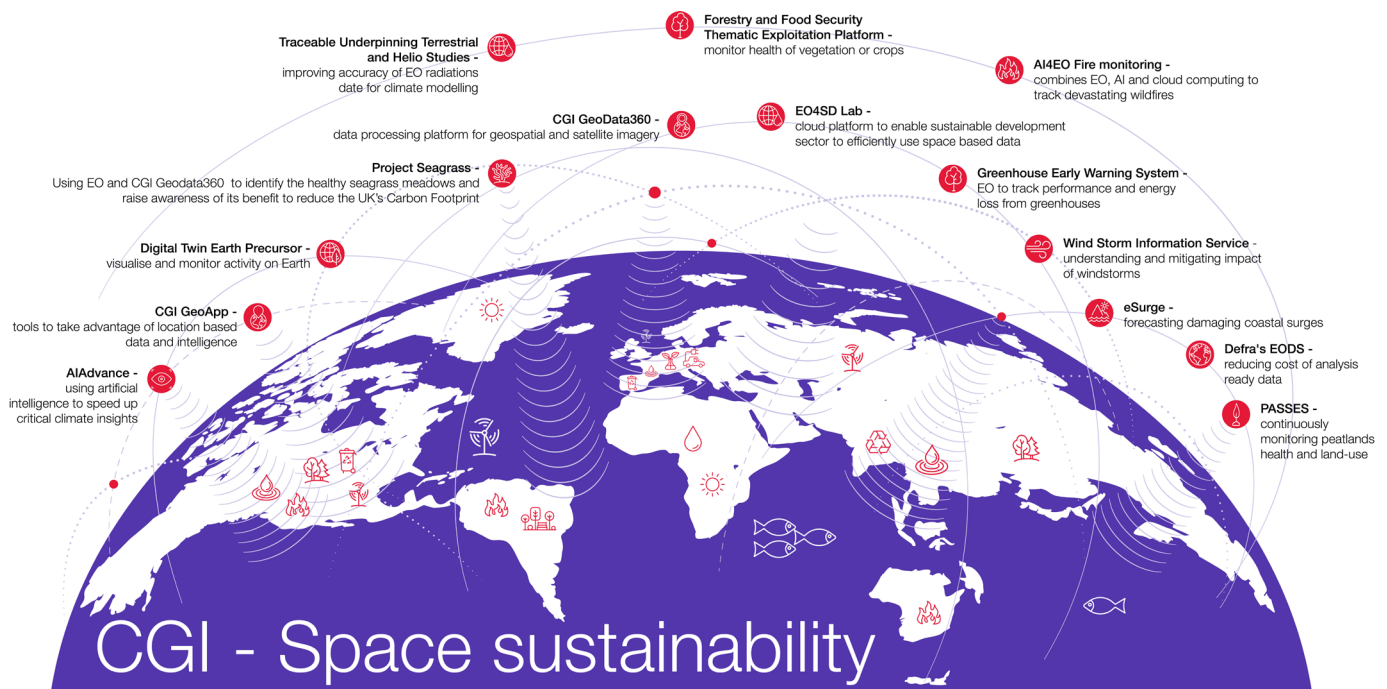 Traceable Underpinning Terrestrial
and Helio Studies -
improving accuracy of EO radiations
date for climate modelling
Forestry and Food Security
Thematic Exploitation Platform -
monitor health of vegetation or crops
AI4EO Fire monitoring -
combines EO, AI and cloud computing to
track devastating wildfires
CGI GeoData360 -
data processing platform for geospatial and satellite imagery
EO4SD Lab -
cloud platform to enable sustainable development
sector to efficiently use space based data
Project Seagrass -
Using EO and CGI Geodata360 to identify the healthy seagrass meadows and
raise awareness of its benefit to reduce the UK's Carbon Footprint
Greenhouse Early Warning System -
EO to track performance and energy
loss from greenhouses
Digital Twin Earth Precursor -
visualise and monitor activity on Earth
Wind Storm Information Service -
understanding and mitigating impact
of windstorms
CGI GeoApp -
tools to take advantage of location based
data and intelligence
eSurge -
forecasting damaging coastal surges
AIAdvance -
using artificial
intelligence to speed up
critical climate insights
Defra's EODS -
reducing cost of analysis
ready data
PASSES -
continuously
monitoring peatlands
health and land-use
CGI - Space sustainability